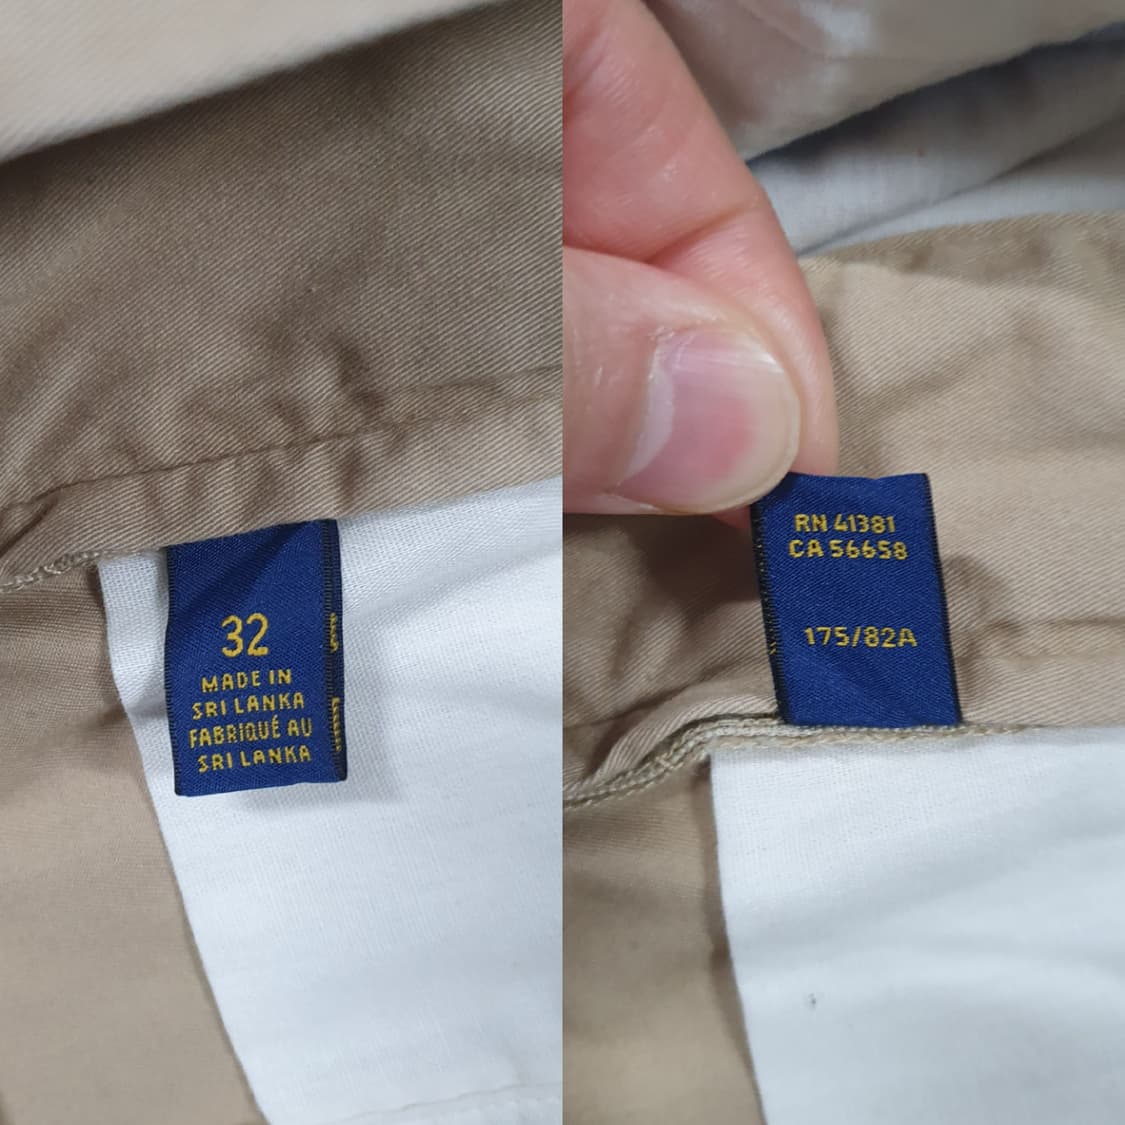 32
MADE IN
SRI LANKA
FABRIQUÉ AU
SRI LANKA
RN 41381
CA 56658
175/82A